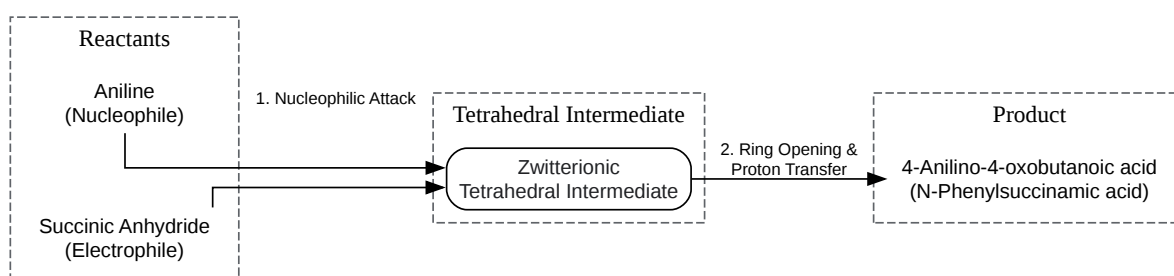 Reactants
Aniline
(Nucleophile)
Succinic Anhydride
(Electrophile)
1. Nucleophilic Attack
Tetrahedral Intermediate
Zwitterionic
Tetrahedral Intermediate
2. Ring Opening &
Proton Transfer
Product
4-Anilino-4-oxobutanoic acid
(N-Phenylsuccinamic acid)